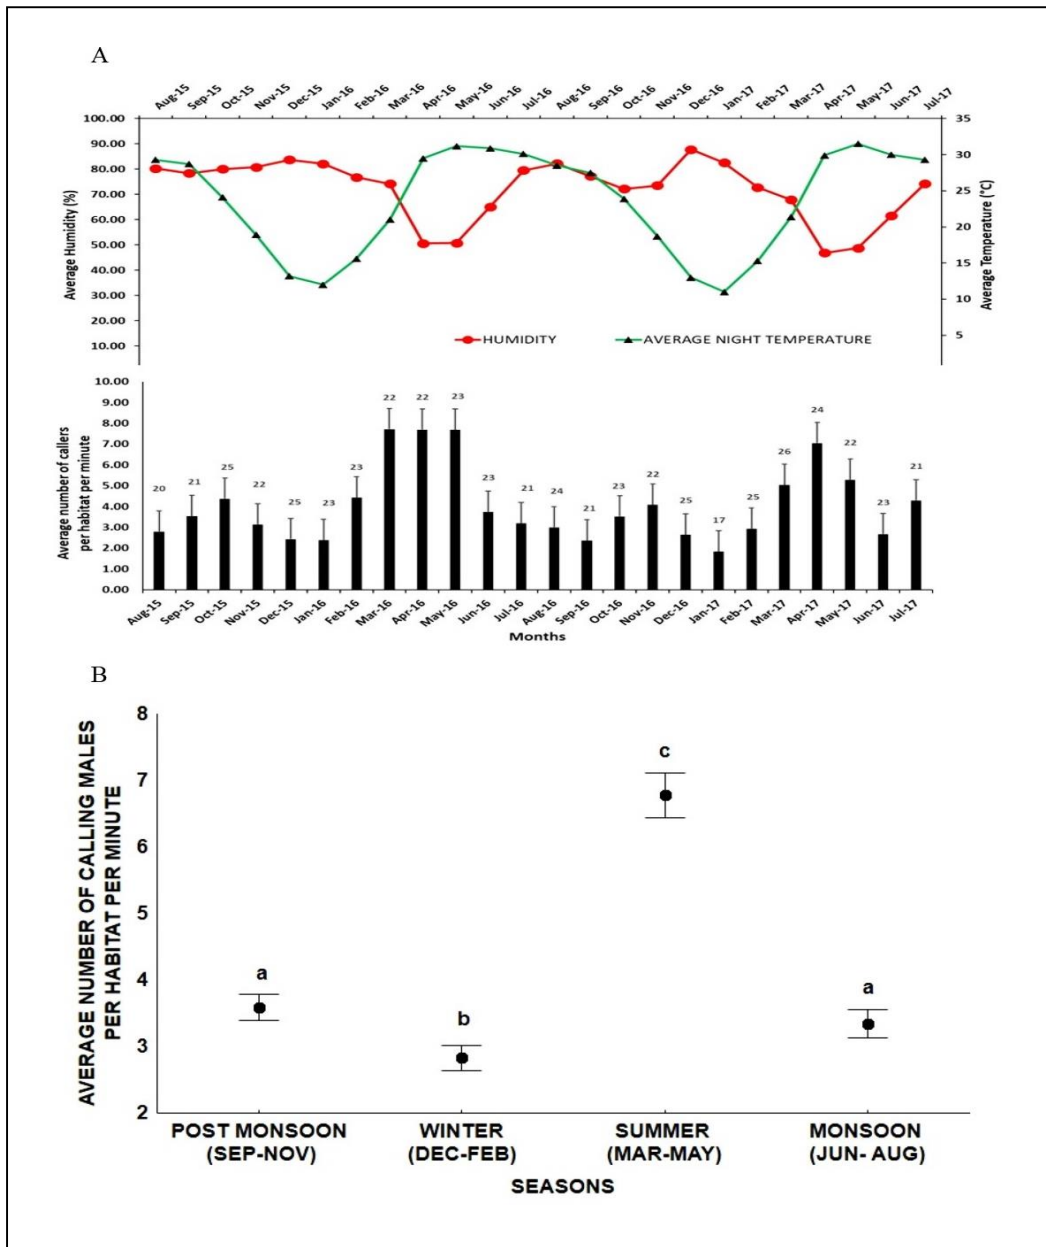 A
Aug-15 Sep-15 Oct-15 Nov-15 Dec-15 Jan-16 Feb-16 Mar-16 Apr-16 May-16 Jun-16 Jul-16 Aug-16 Sep-16 Oct-16 Nov-16 Dec-16 Jan-17 Feb-17 Mar-17 Apr-17 May-17 Jun-17 Jul-17
100.00 35
90.00
80.00 30
70.00 25
60.00 20
50.00
40.00 15
30.00 10
20.00
10.00 5
Average Humidity (%)
Average Temperature (°C)
HUMIDITY AVERAGE NIGHT TEMPERATURE
Average number of callers
per habitat per minute
10.00
9.00
8.00
7.00
6.00
5.00
4.00
3.00
2.00
1.00
0.00
20 21 25 22 25 23 23 22 22 23 23 21 24 21 23 22 25 17 25 26 24 22 23 21
Aug-15 Sep-15 Oct-15 Nov-15 Dec-15 Jan-16 Feb-16 Mar-16 Apr-16 May-16 Jun-16 Jul-16 Aug-16 Sep-16 Oct-16 Nov-16 Dec-16 Jan-17 Feb-17 Mar-17 Apr-17 May-17 Jun-17 Jul-17
Months
B
AVERAGE NUMBER OF CALLING MALES
PER HABITAT PER MINUTE
8
7
6
5
4
3
2
a b c a
POST MONSOON WINTER SUMMER MONSOON
(SEP-NOV) (DEC-FEB) (MAR-MAY) (JUN- AUG)
SEASONS